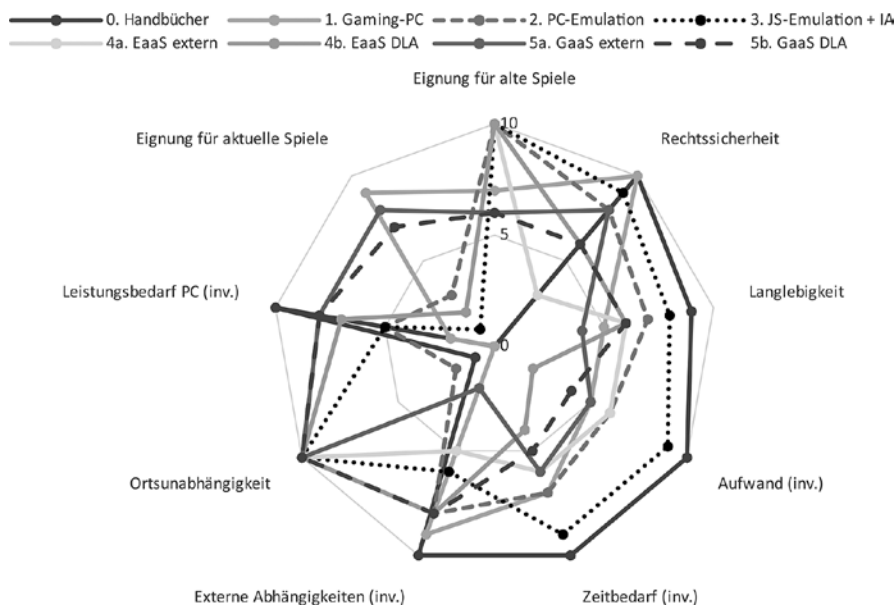 0. Handbücher 1. Gaming-PC 2. PC-Emulation 3. JS-Emulation + IA
4a. EaaS extern 4b. EaaS DLA 5a. GaaS extern 5b. GaaS DLA
Eignung für alte Spiele
10
Eignung für aktuelle Spiele
Rechtssicherheit
5
Leistungsbedarf PC (inv.)
Langlebigkeit
0
Ortsunabhängigkeit
Aufwand (inv.)
Externe Abhängigkeiten (inv.)
Zeitbedarf (inv.)